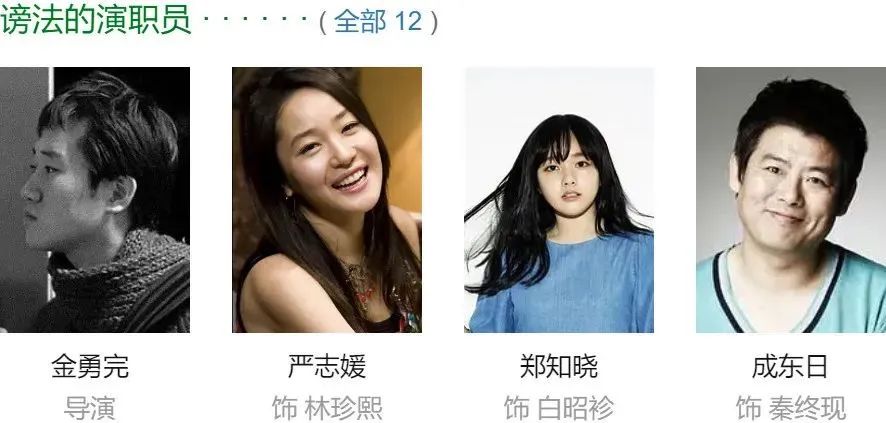 谤法的演职员 · · · · · · ( 全部 12 )
金勇完 严志媛 郑知晓 成东日
导演 饰 林珍熙 饰 白昭袗 饰 秦终现